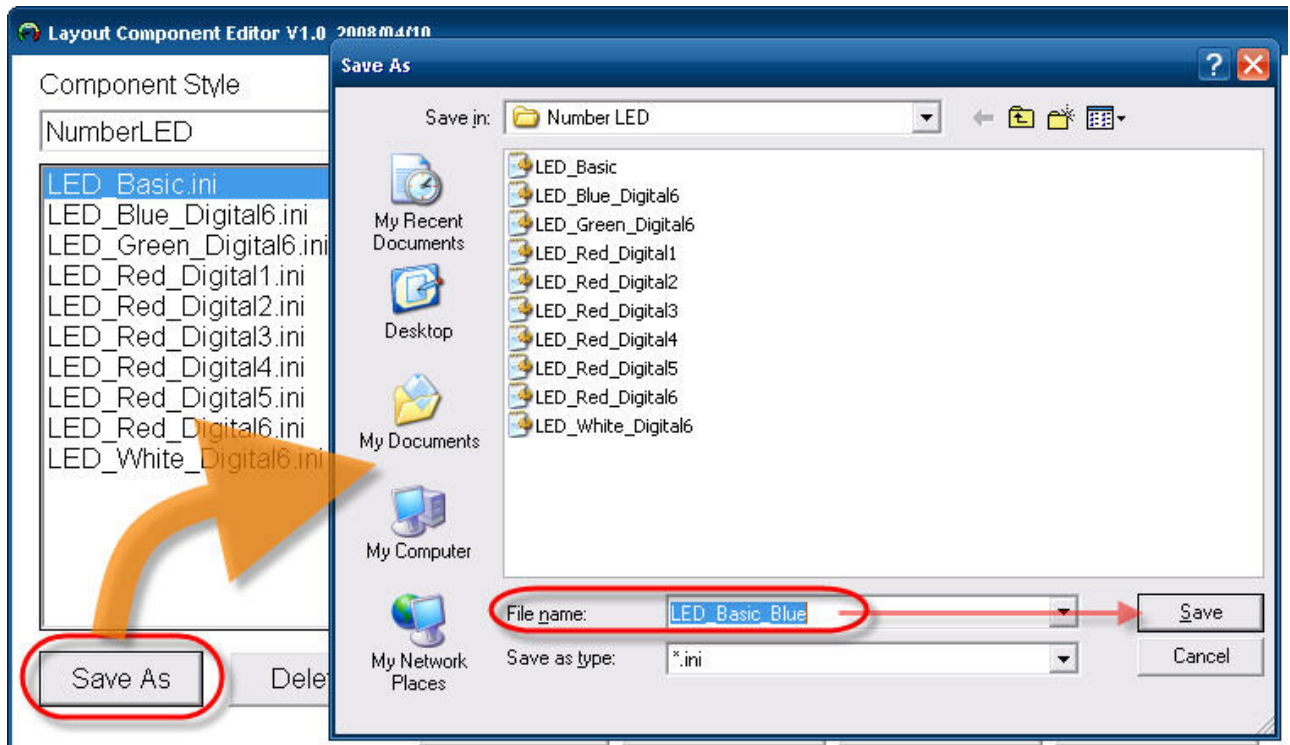 Layout Component Editor V1.0 2008/04/10
Component Style
NumberLED
LED_Basic.ini
LED_Blue_Digital6.ini
LED_Green_Digital6.ini
LED_Red_Digital1.ini
LED_Red_Digital2.ini
LED_Red_Digital3.ini
LED_Red_Digital4.ini
LED_Red_Digital5.ini
LED_Red_Digital6.ini
LED_White_Digital6.ini
Save As
Dele
Save As
?
Save in:
Number LED
My Recent
Documents
Desktop
My Documents
My Computer
My Network
Places
LED_Basic
LED_Blue_Digital6
LED_Green_Digital6
LED_Red_Digital1
LED_Red_Digital2
LED_Red_Digital3
LED_Red_Digital4
LED_Red_Digital5
LED_Red_Digital6
LED_White_Digital6
File name:
LED_Basic_Blue
Save
Save as type:
*.ini
Cancel